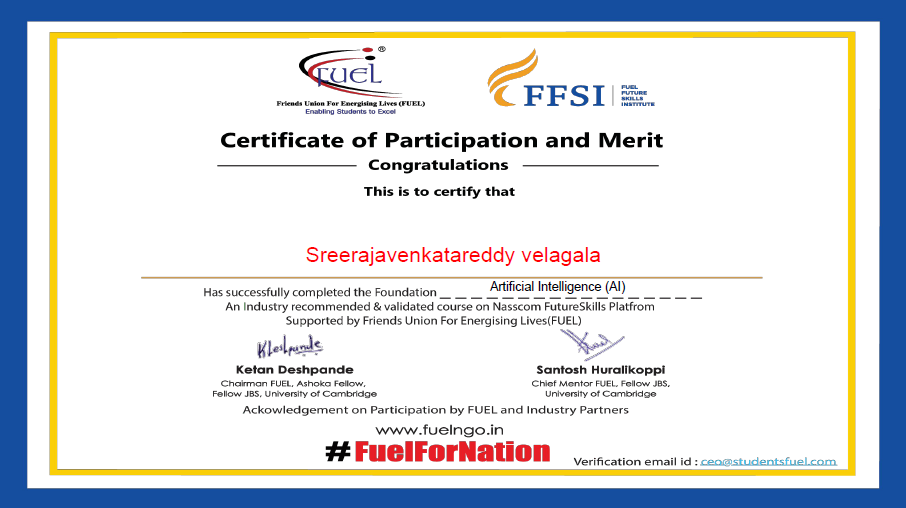 FUEL ®
Friends Union For Energising Lives (FUEL)
Enabling Students to Excel
FFSI
FUEL
FUTURE
SKILLS
INSTITUTE
Certificate of Participation and Merit
Congratulations
This is to certify that
Sreerajavenkatareddy velagala
Has successfully completed the Foundation Artificial Intelligence (AI)
An Industry recommended & validated course on Nasscom FutureSkills Platfrom
Supported by Friends Union For Energising Lives(FUEL)
KLeshpande
Ketan Deshpande
Chairman FUEL, Ashoka Fellow,
Fellow JBS, University of Cambridge
Santosh Huralikoppi
Chief Mentor FUEL, Fellow JBS,
University of Cambridge
Ackowledgement on Participation by FUEL and Industry Partners
www.fuelngo.in
#FuelForNation
Verification email id : ceo@studentsfuel.com